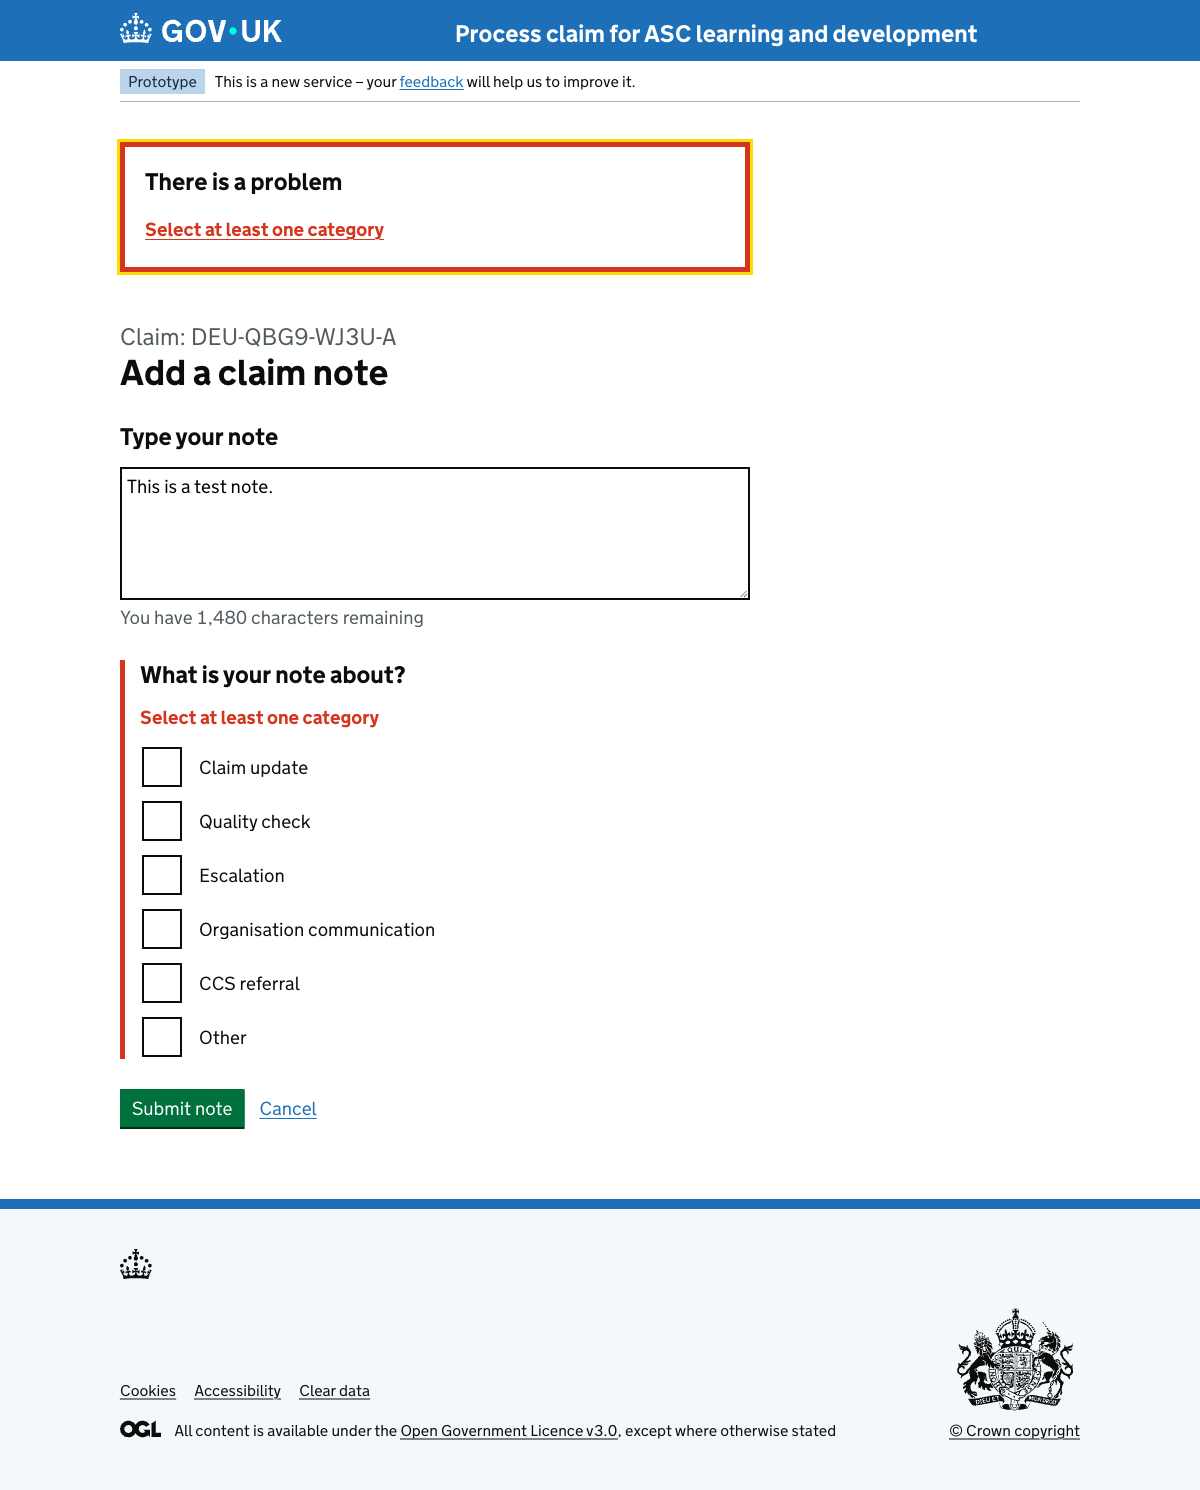 GOV·UK
Process claim for ASC learning and development
Prototype This is a new service – your feedback will help us to improve it.
There is a problem
Select at least one category
Claim: DEU-QBG9-WJ3U-A
Add a claim note
Type your note
This is a test note.
You have 1,480 characters remaining
What is your note about?
Select at least one category
Claim update
Quality check
Escalation
Organisation communication
CCS referral
Other
Submit note Cancel
Cookies Accessibility Clear data
OGL All content is available under the Open Government Licence v3.0, except where otherwise stated
© Crown copyright